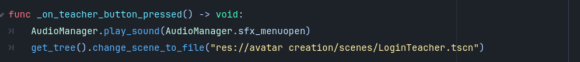 func _on_teacher_button_pressed() -> void:
AudioManager.play_sound(AudioManager.sfx_menuopen)
get_tree().change_scene_to_file("res://avatar creation/scenes/LoginTeacher.tscn")